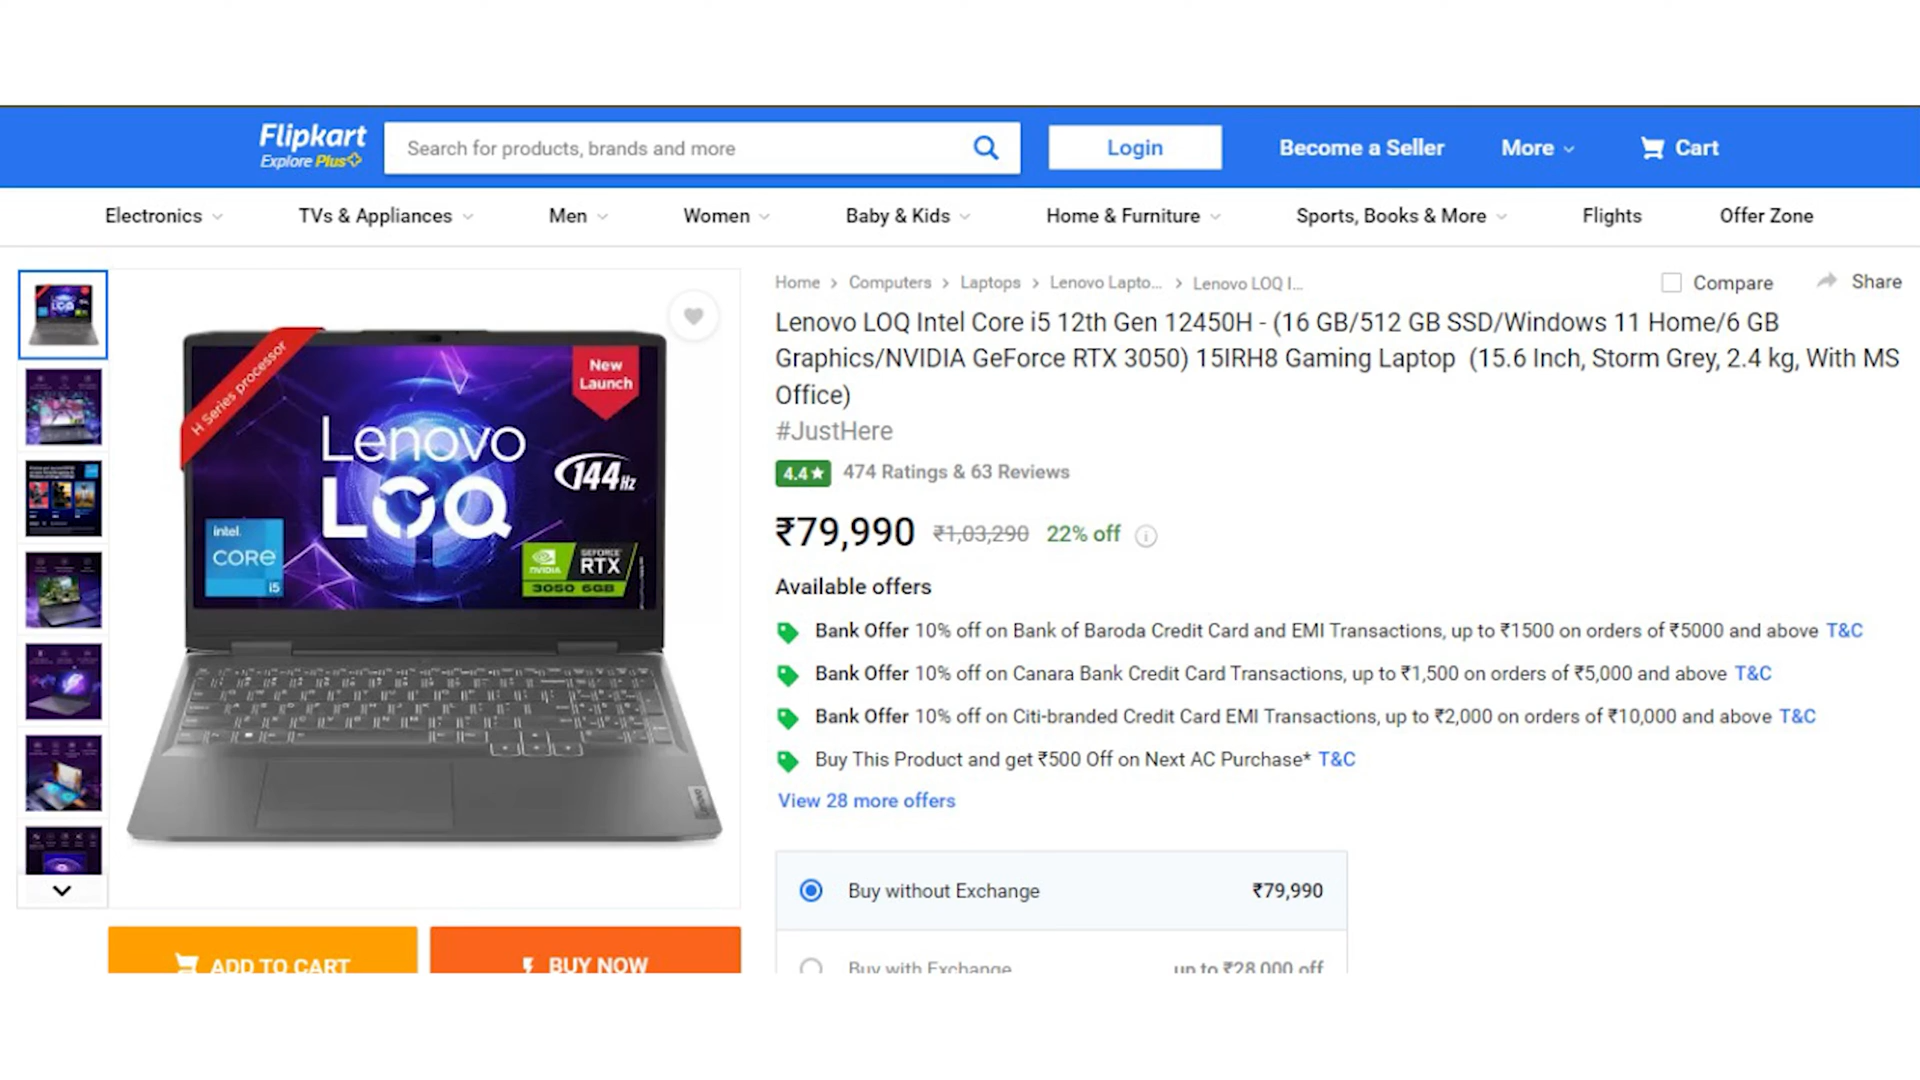 Flipkart
Explore Plus
Search for products, brands and more
Login
Become a Seller
More
Cart
Electronics
TVs & Appliances
Men
Women
Baby & Kids
Home & Furniture
Sports, Books & More
Flights
Offer Zone
H Series processor
New
Launch
Lenovo
LOQ
144Hz
intel.
CORE
i5
NVIDIA
GEFORCE
RTX
3050 6GB
Lenovo
ADD TO CART
BUY NOW
Home > Computers > Laptops > Lenovo Lapto... > Lenovo LOQ I...
Compare
Share
Lenovo LOQ Intel Core i5 12th Gen 12450H - (16 GB/512 GB SSD/Windows 11 Home/6 GB
Graphics/NVIDIA GeForce RTX 3050) 15IRH8 Gaming Laptop (15.6 Inch, Storm Grey, 2.4 kg, With MS
Office)
#JustHere
4.4★ 474 Ratings & 63 Reviews
₹79,990 ₹1,03,290 22% off
Available offers
Bank Offer 10% off on Bank of Baroda Credit Card and EMI Transactions, up to ₹1500 on orders of ₹5000 and above T&C
Bank Offer 10% off on Canara Bank Credit Card Transactions, up to ₹1,500 on orders of ₹5,000 and above T&C
Bank Offer 10% off on Citi-branded Credit Card EMI Transactions, up to ₹2,000 on orders of ₹10,000 and above T&C
Buy This Product and get ₹500 Off on Next AC Purchase* T&C
View 28 more offers
Buy without Exchange ₹79,990
Buy with Exchange up to ₹28,000 off